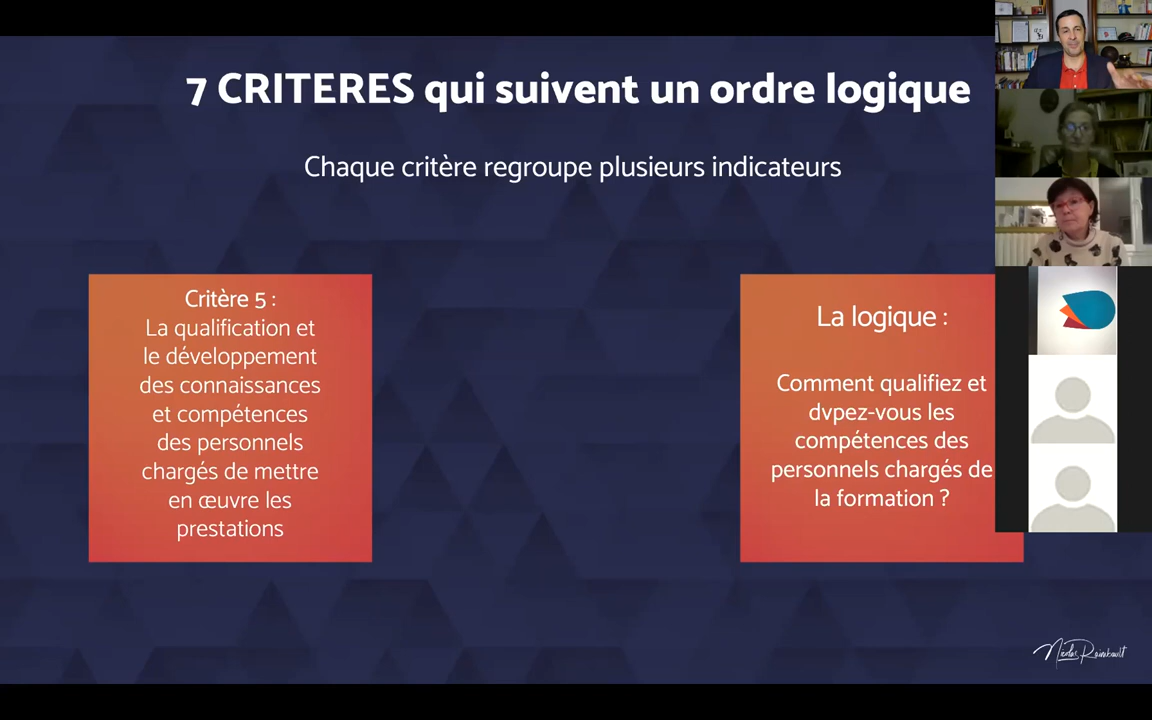 7 CRITERES qui suivent un ordre logique
Chaque critère regroupe plusieurs indicateurs
Critère 5 :
La qualification et
le développement
des connaissances
et compétences
des personnels
chargés de mettre
en œuvre les
prestations
La logique :
Comment qualifiez et
dvpez-vous les
compétences des
personnels chargés de
la formation ?
Nicolas Raimbault